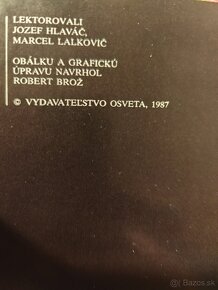 LEKTOROVALI
JOZEF HLAVÁČ,
MARCEL LALKOVIČ
OBÁLKU A GRAFICKÚ
ÚPRAVU NAVRHOL
ROBERT BROŽ
© VYDAVATEĽSTVO OSVETA, 1987
Bazos.sk